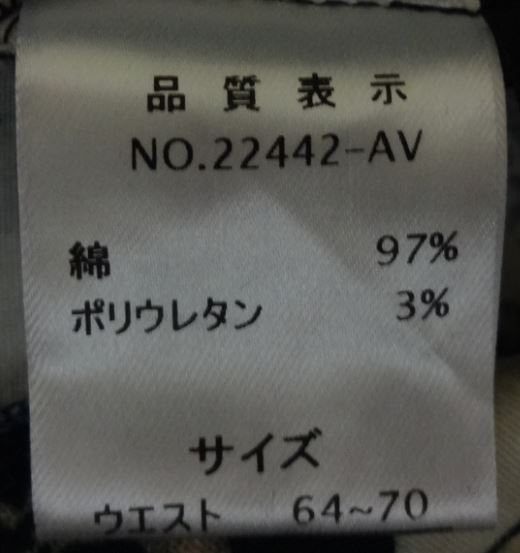 品質表示
NO.22442-AV
綿 97%
ポリウレタン 3%
サイズ
ウエスト 64~70